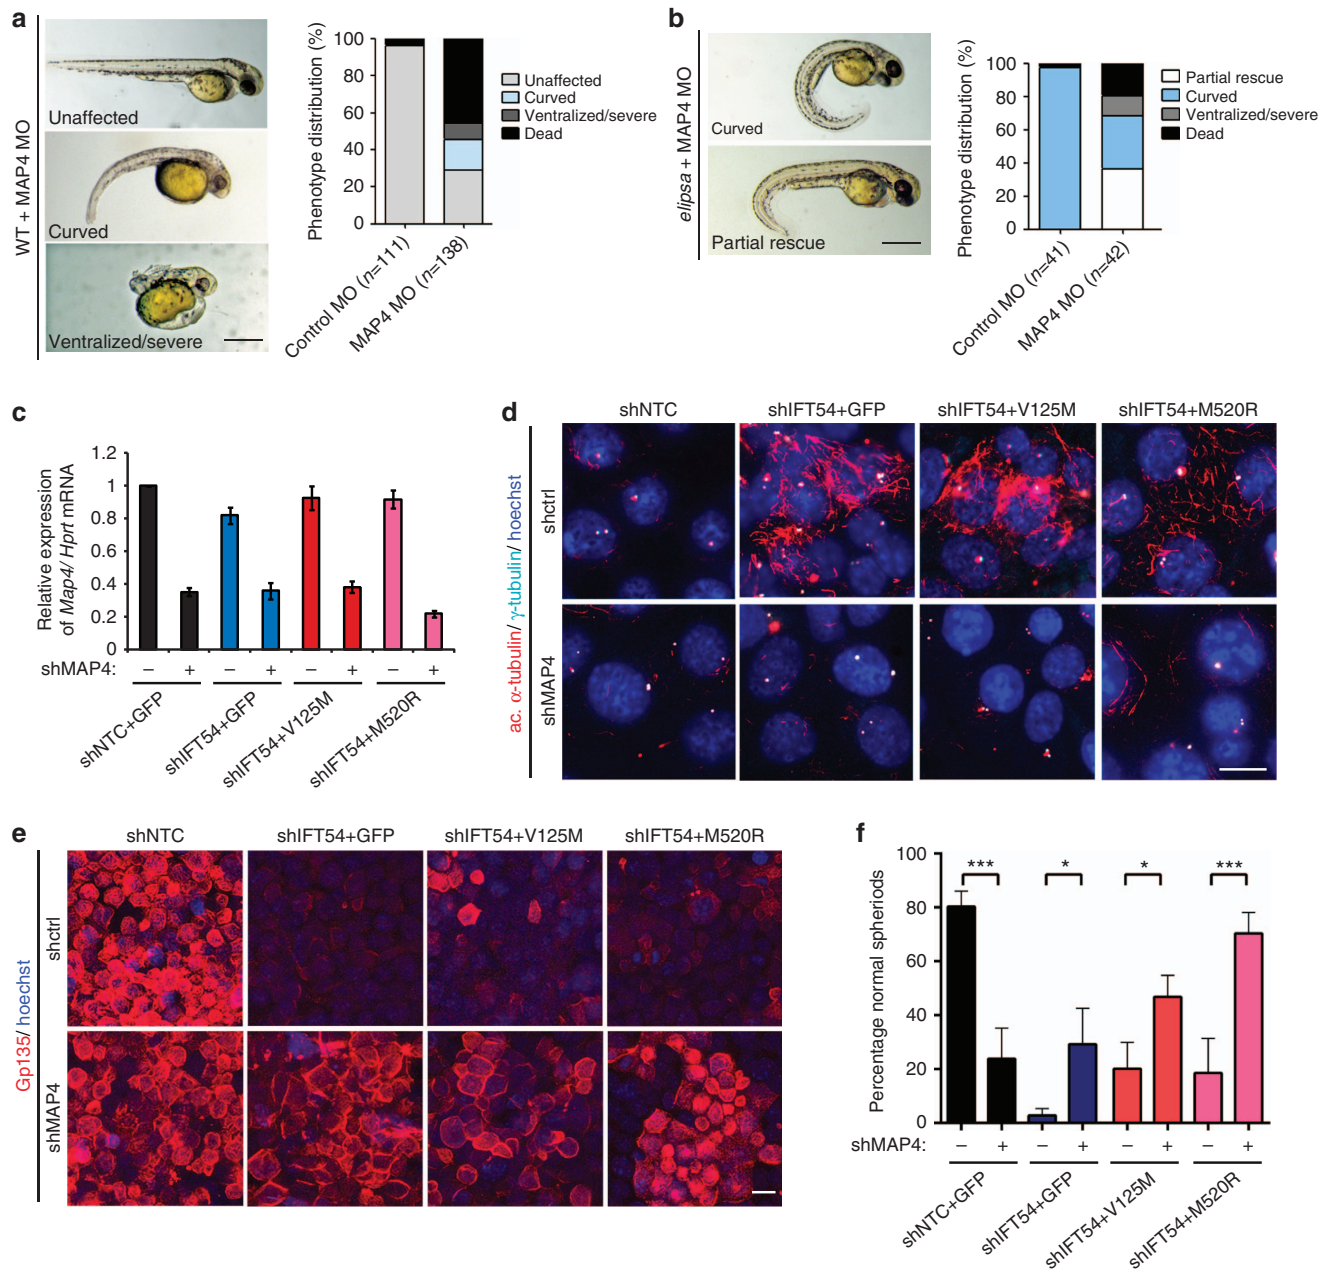 a
WT + MAP4 MO
Unaffected
Curved
Ventralized/severe
Phenotype distribution (%)
100
80
60
40
20
0
Control MO (n=111)
MAP4 MO (n=138)
Unaffected
Curved
Ventralized/severe
Dead
b
elipsa + MAP4 MO
Curved
Partial rescue
Phenotype distribution (%)
100
80
60
40
20
0
Control MO (n=41)
MAP4 MO (n=42)
Partial rescue
Curved
Ventralized/severe
Dead
c
Relative expression
of Map4/ Hprt mRNA
1.2
1
0.8
0.6
0.4
0.2
0
shMAP4: – + – + – + – +
shNTC+GFP
shIFT54+GFP
shIFT54+V125M
shIFT54+M520R
d
shNTC shIFT54+GFP shIFT54+V125M shIFT54+M520R
ac. α-tubulin/ γ-tubulin/ hoechst
shctrl
shMAP4
e
shNTC shIFT54+GFP shIFT54+V125M shIFT54+M520R
Gp135/ hoechst
shctrl
shMAP4
f
Percentage normal spheriods
100
80
60
40
20
0
*** * * ***
shMAP4: – + – + – + – +
shNTC+GFP
shIFT54+GFP
shIFT54+V125M
shIFT54+M520R